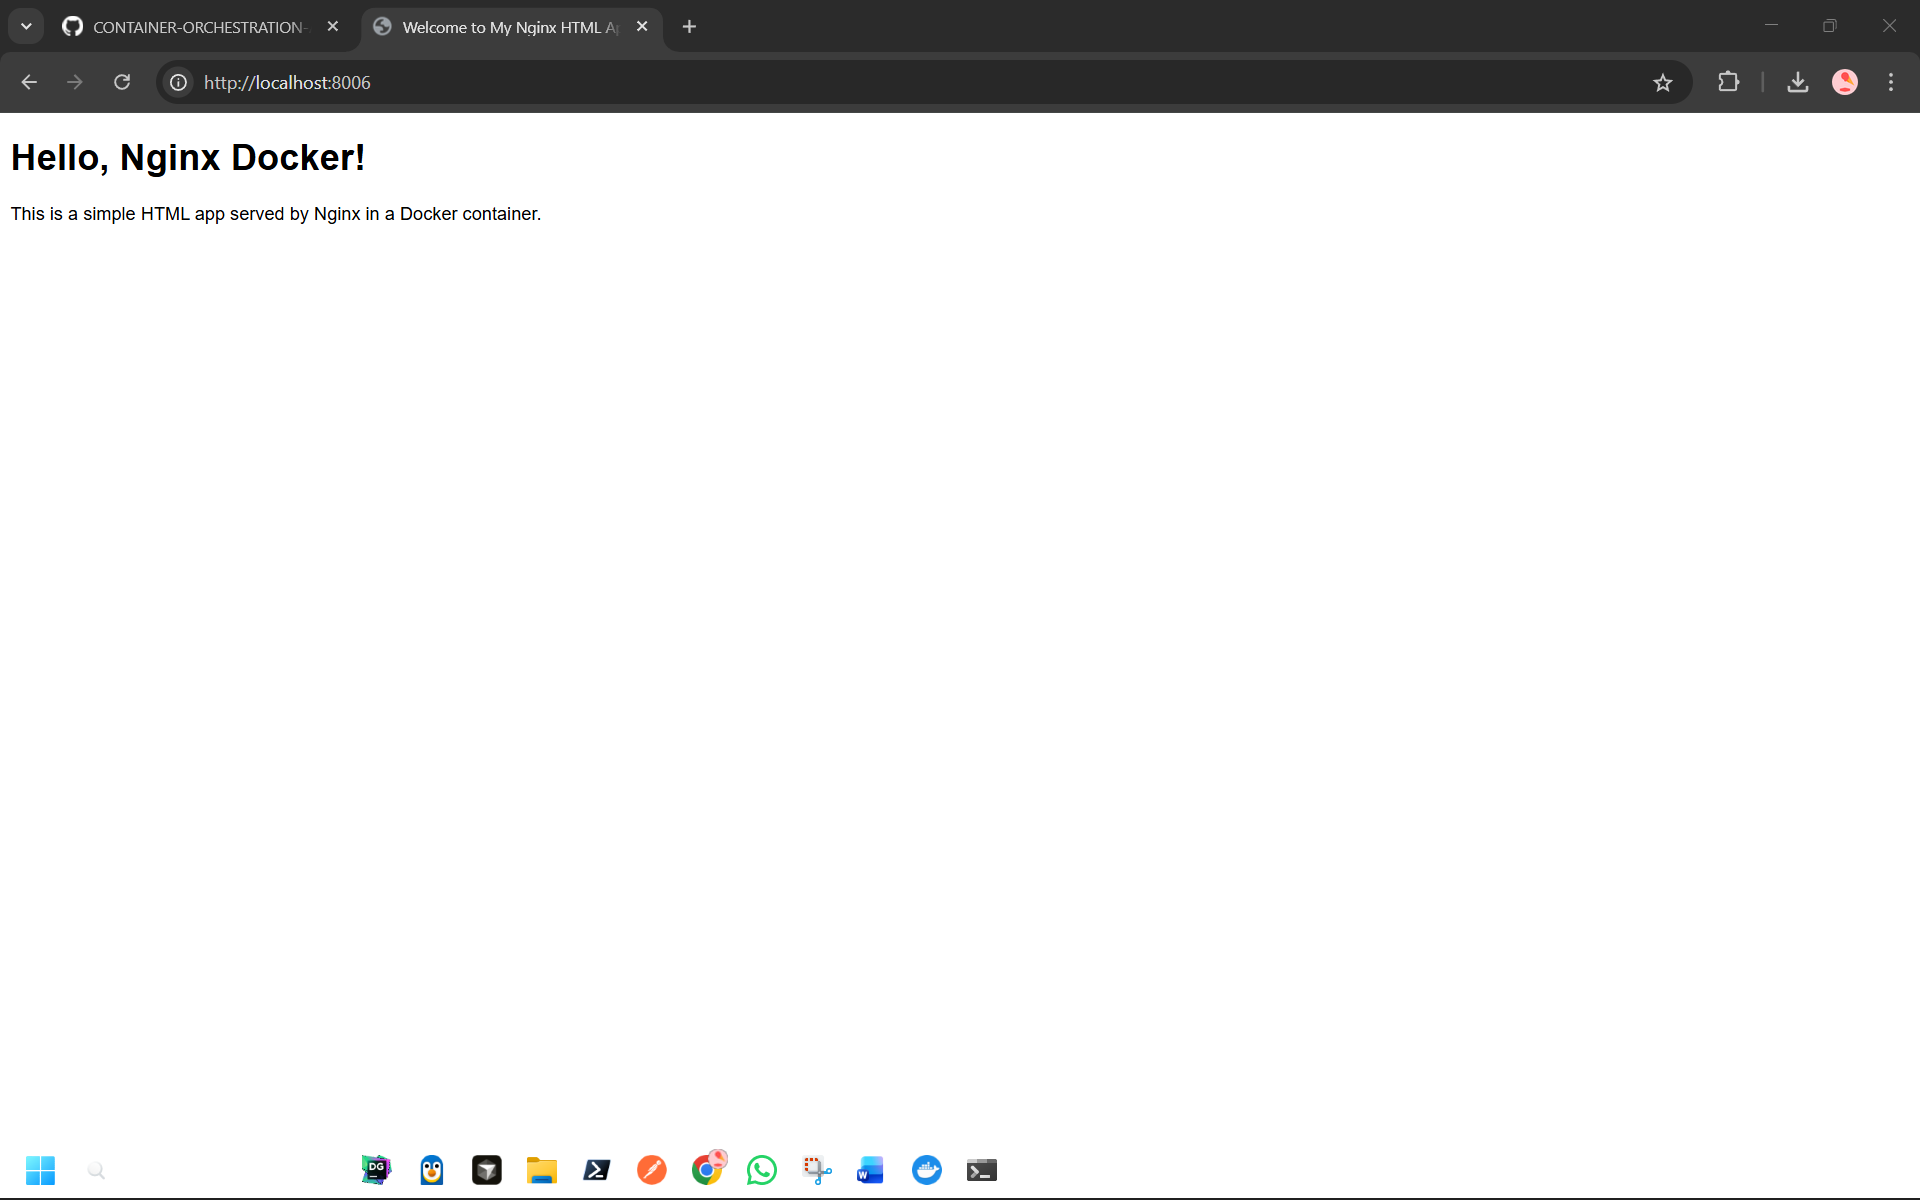 CONTAINER-ORCHESTRATION-
Welcome to My Nginx HTML Ap
http://localhost:8006
Hello, Nginx Docker!
This is a simple HTML app served by Nginx in a Docker container.
DG
W